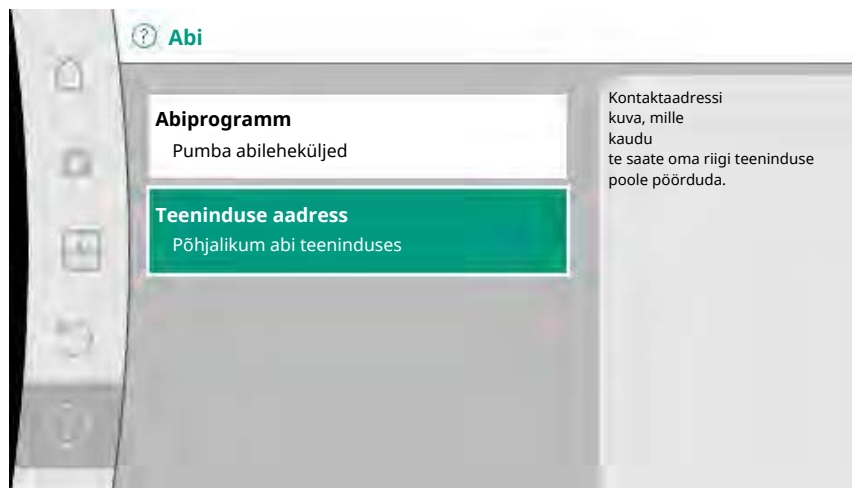 Abi
Abiprogramm
Pumba abileheküljed
Teeninduse aadress
Põhjalikum abi teeninduses
Kontaktaadressi
kuva, mille
kaudu
te saate oma riigi teeninduse
poole pöörduda.